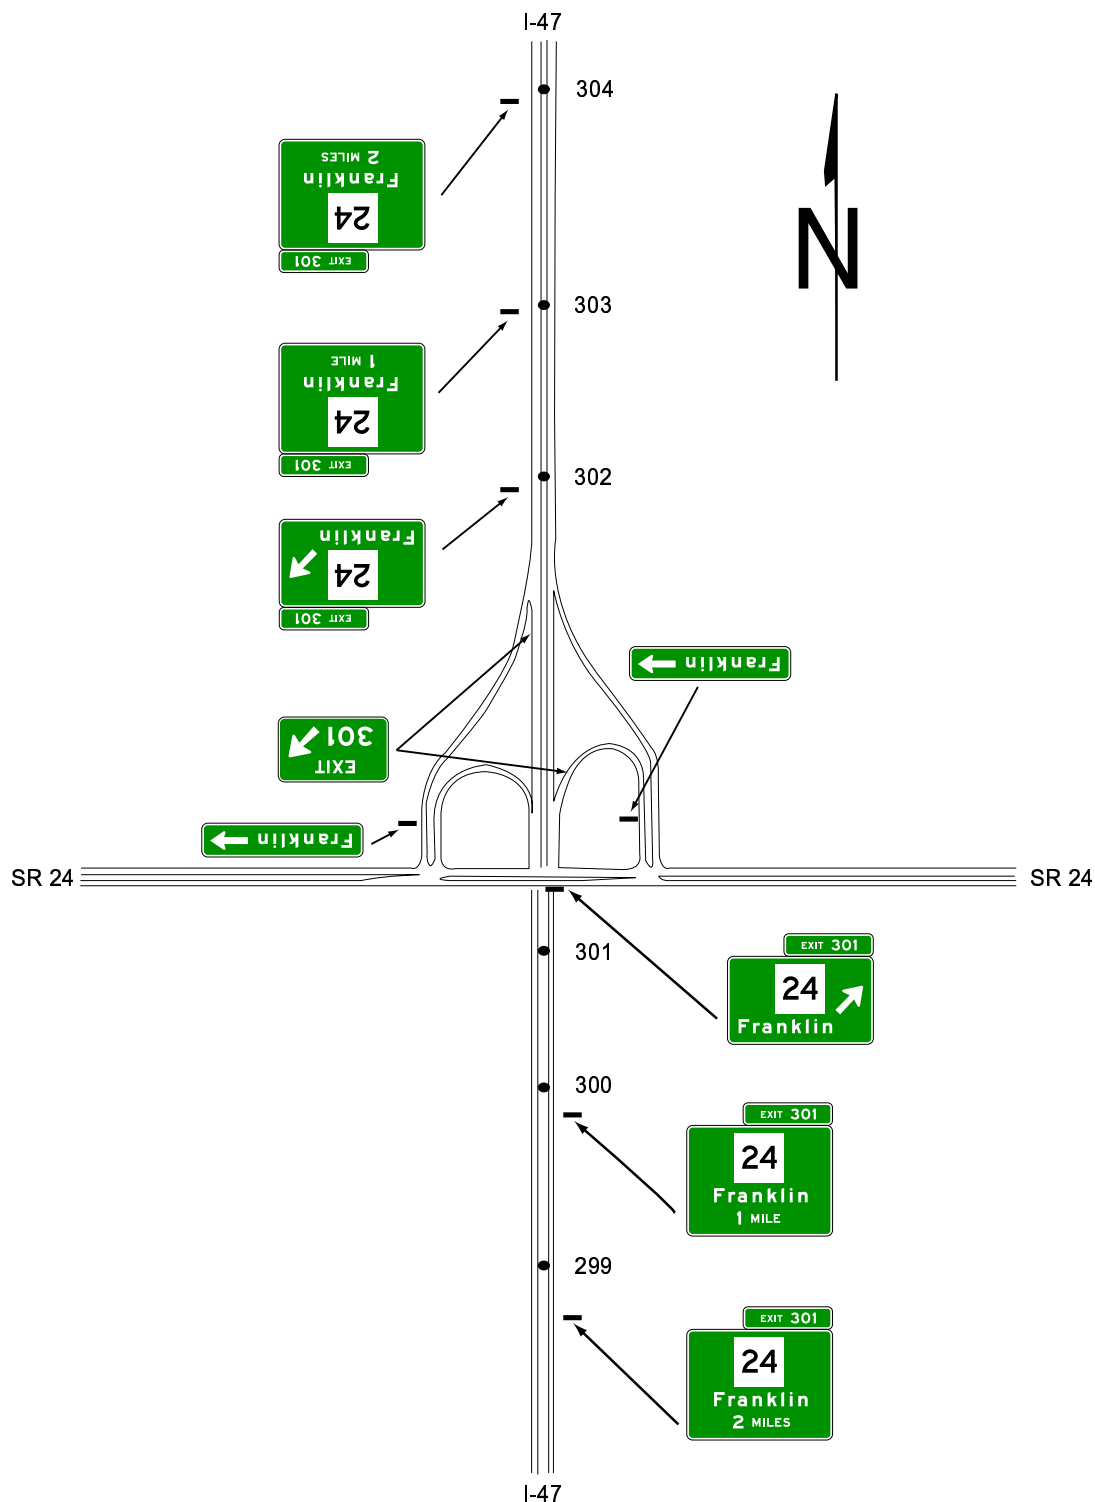 I-47
304
2 MILES
Franklin
24
EXIT 301
303
1 MILE
Franklin
24
EXIT 301
302
Franklin
24
EXIT 301
N
Franklin
EXIT
301
Franklin
SR 24
SR 24
301
EXIT 301
24
Franklin
300
EXIT 301
24
Franklin
1 MILE
299
EXIT 301
24
Franklin
2 MILES
I-47